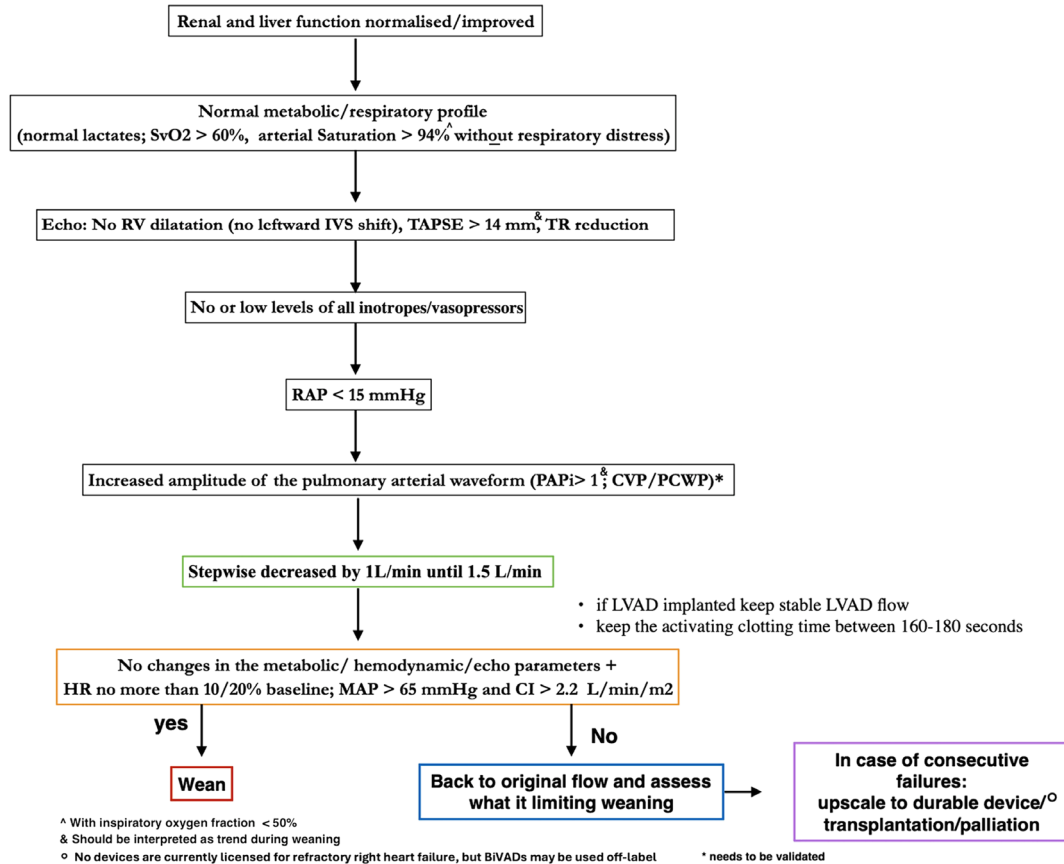 Renal and liver function normalised/improved
Normal metabolic/respiratory profile
(normal lactates; SvO2 > 60%, arterial Saturation > 94%^ without respiratory distress)
Echo: No RV dilatation (no leftward IVS shift), TAPSE > 14 mm&, TR reduction
No or low levels of all inotropes/vasopressors
RAP < 15 mmHg
Increased amplitude of the pulmonary arterial waveform (PAPi> 1&; CVP/PCWP)*
Stepwise decreased by 1L/min until 1.5 L/min
• if LVAD implanted keep stable LVAD flow
• keep the activating clotting time between 160-180 seconds
No changes in the metabolic/ hemodynamic/echo parameters +
HR no more than 10/20% baseline; MAP > 65 mmHg and CI > 2.2 L/min/m2
yes
No
Wean
Back to original flow and assess
what it limiting weaning
In case of consecutive
failures:
upscale to durable device/o
transplantation/palliation
^ With inspiratory oxygen fraction < 50%
& Should be interpreted as trend during weaning
o No devices are currently licensed for refractory right heart failure, but BiVADs may be used off-label
* needs to be validated